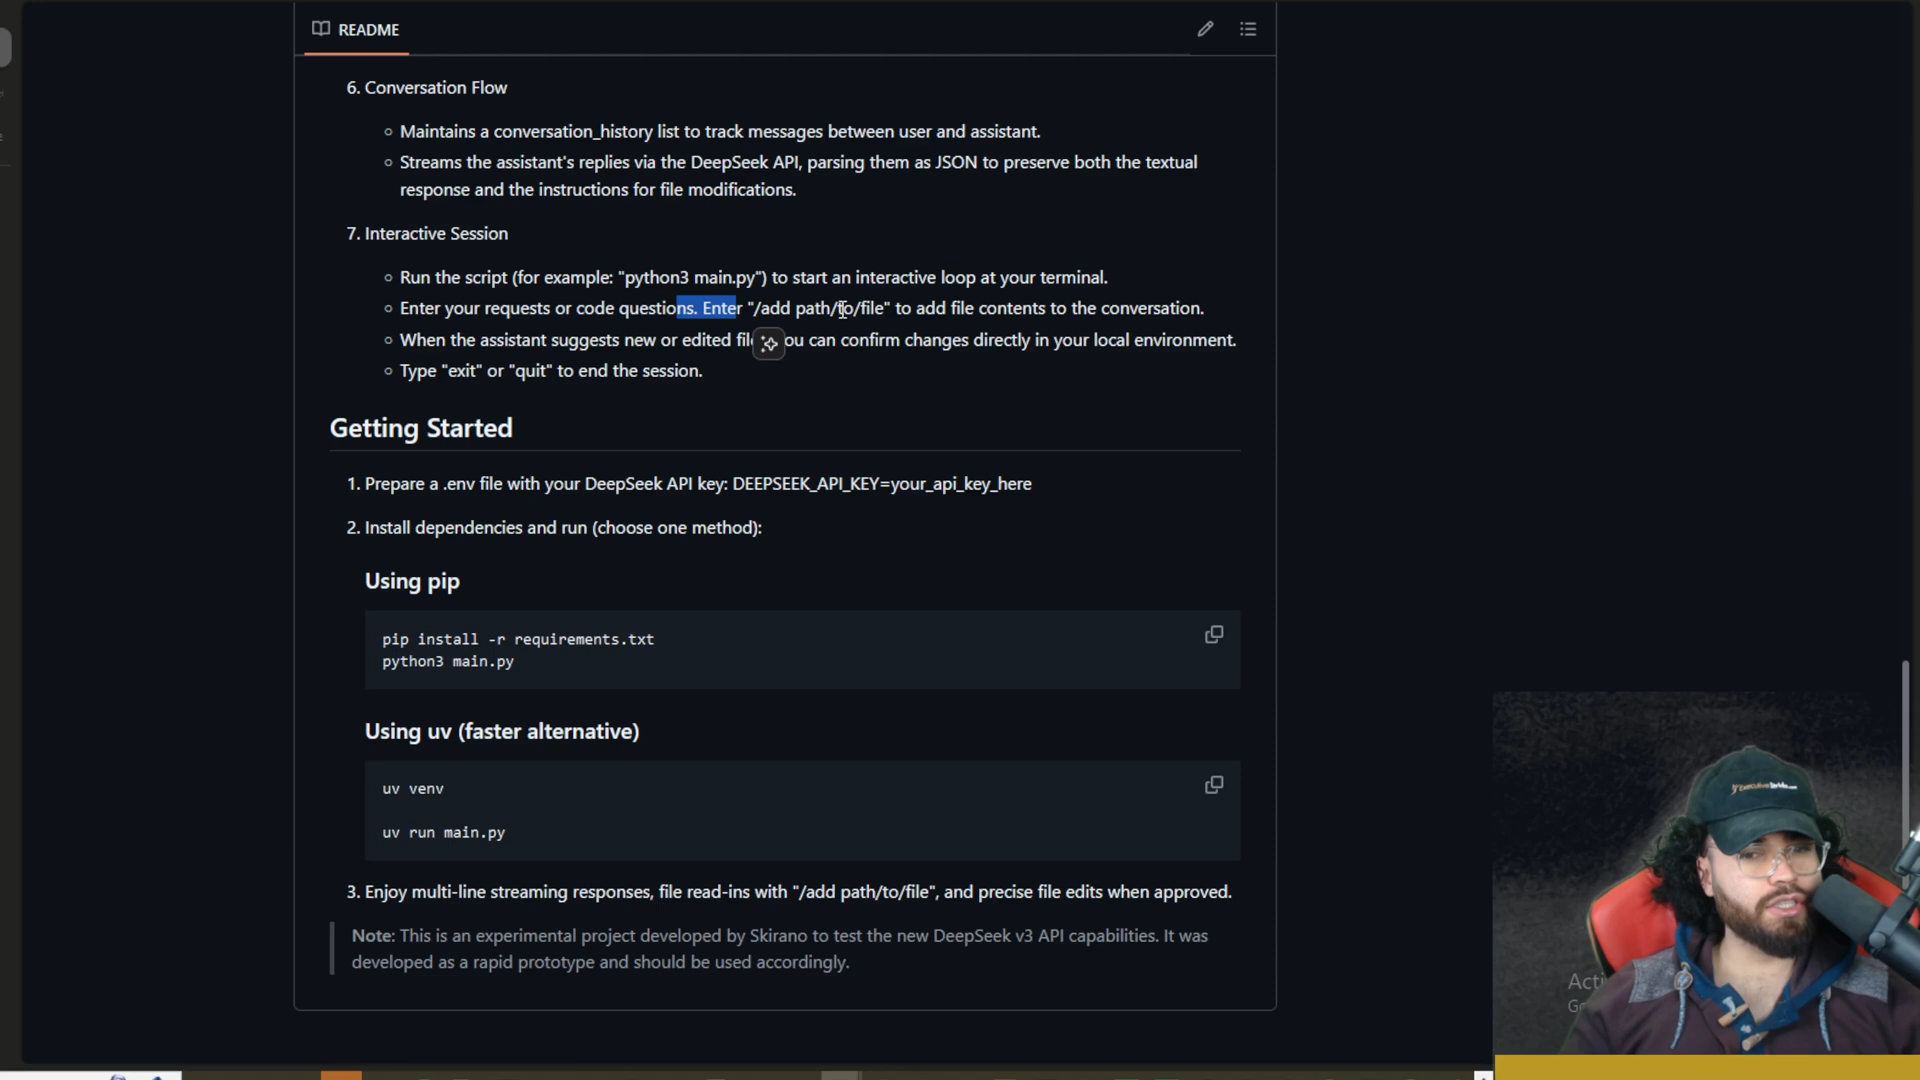 README
6. Conversation Flow
Maintains a conversation_history list to track messages between user and assistant.
Streams the assistant's replies via the DeepSeek API, parsing them as JSON to preserve both the textual
response and the instructions for file modifications.
7. Interactive Session
Run the script (for example: "python3 main.py") to start an interactive loop at your terminal.
Enter your requests or code questions. Enter "/add path/to/file" to add file contents to the conversation.
When the assistant suggests new or edited ou can confirm changes directly in your local environment.
Type "exit" or "quit" to end the session.
Getting Started
1. Prepare a .env file with your DeepSeek API key: DEEPSEEK_API_KEY=your_api_key_here
2. Install dependencies and run (choose one method):
Using pip
pip install -r requirements.txt
python3 main.py
Using uv (faster alternative)
uv venv
uv run main.py
3. Enjoy multi-line streaming responses, file read-ins with "/add path/to/file", and precise file edits when approved.
Note: This is an experimental project developed by Skirano to test the new DeepSeek v3 API capabilities. It was
developed as a rapid prototype and should be used accordingly.
Acti